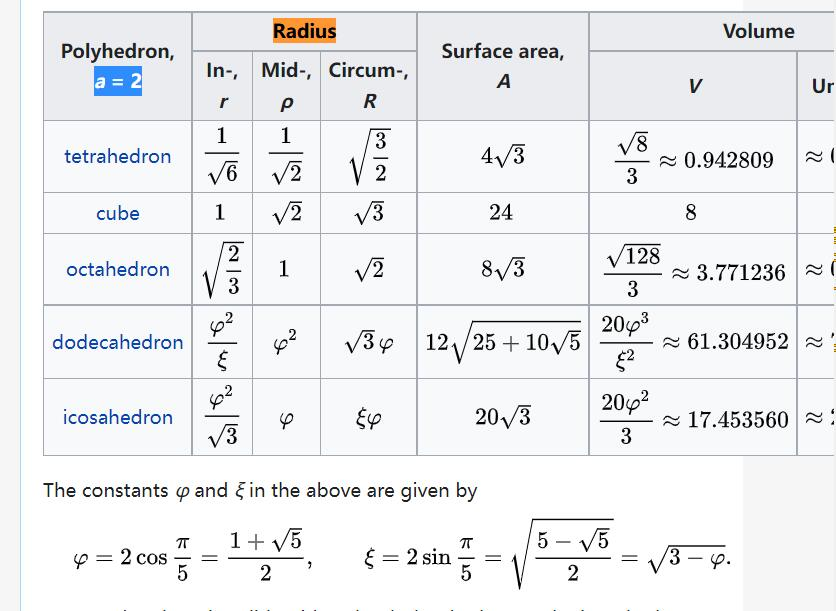 Polyhedron, a = 2 | Radius | Surface area, A | Volume
In-, r | Mid-, ρ | Circum-, R | V
tetrahedron | 1/√6 | 1/√2 | √(3/2) | 4√3 | √8/3 ≈ 0.942809 | ≈
cube | 1 | √2 | √3 | 24 | 8
octahedron | √(2/3) | 1 | √2 | 8√3 | √128/3 ≈ 3.771236 | ≈
dodecahedron | φ²/ξ | φ² | √3 φ | 12√(25 + 10√5) | 20φ³/ξ² ≈ 61.304952 | ≈
icosahedron | φ²/√3 | φ | ξφ | 20√3 | 20φ²/3 ≈ 17.453560 | ≈
The constants φ and ξ in the above are given by
φ = 2 cos π/5 = (1 + √5)/2, ξ = 2 sin π/5 = √((5 − √5)/2) = √(3 − φ).